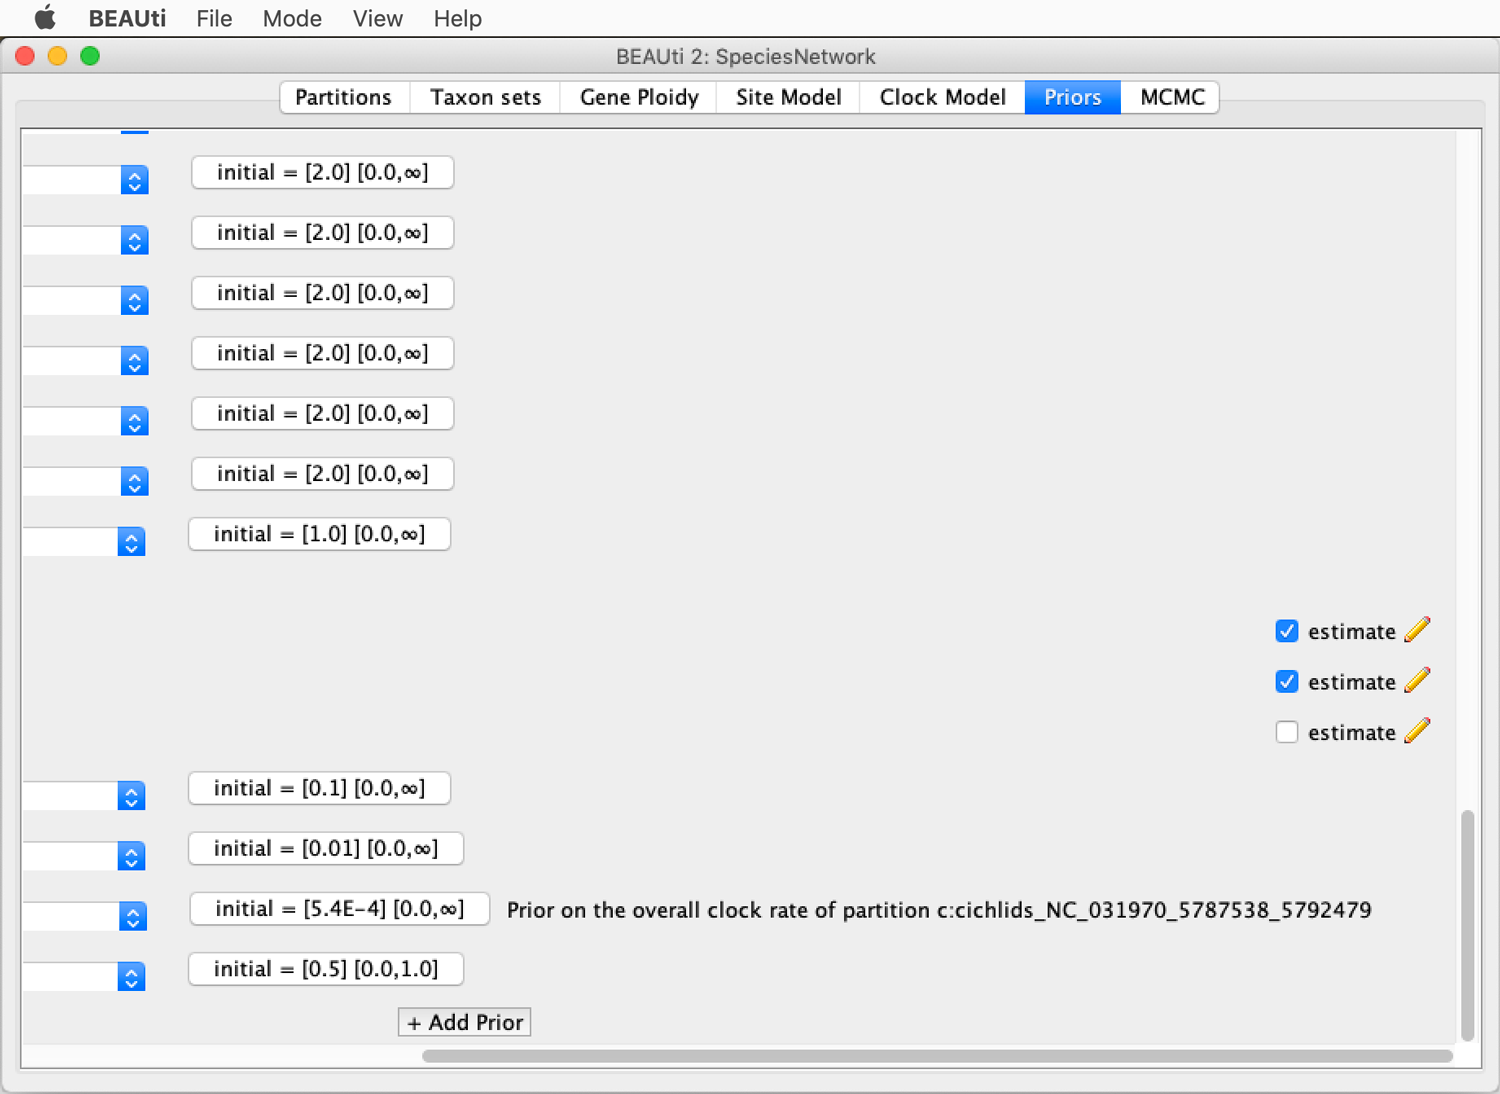 BEAUti File Mode View Help
BEAUti 2: SpeciesNetwork
Partitions Taxon sets Gene Ploidy Site Model Clock Model Priors MCMC
initial = [2.0] [0.0,∞]
initial = [2.0] [0.0,∞]
initial = [2.0] [0.0,∞]
initial = [2.0] [0.0,∞]
initial = [2.0] [0.0,∞]
initial = [2.0] [0.0,∞]
initial = [1.0] [0.0,∞]
estimate
estimate
estimate
initial = [0.1] [0.0,∞]
initial = [0.01] [0.0,∞]
initial = [5.4E-4] [0.0,∞] Prior on the overall clock rate of partition c:cichlids_NC_031970_5787538_5792479
initial = [0.5] [0.0,1.0]
+ Add Prior